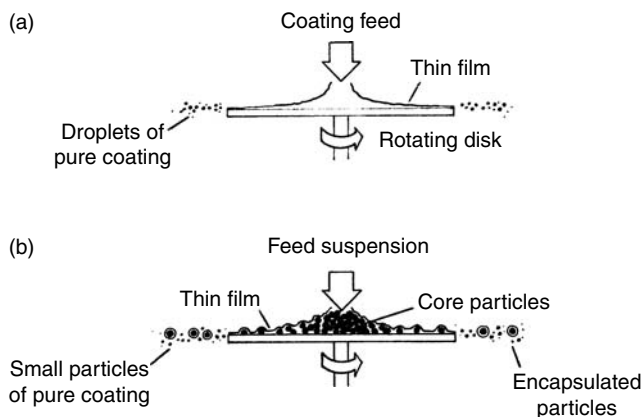 (a)
Coating feed
Thin film
Droplets of
pure coating
Rotating disk
(b)
Feed suspension
Thin film
Core particles
Small particles
of pure coating
Encapsulated
particles